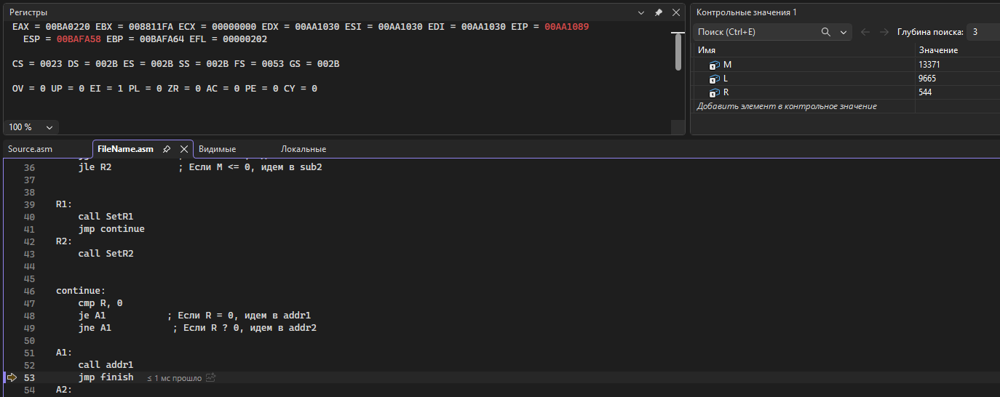 Регистры
EAX = 00BA0220 EBX = 008811FA ECX = 00000000 EDX = 00AA1030 ESI = 00AA1030 EDI = 00AA1030 EIP = 00AA1089
ESP = 00BAFA58 EBP = 00BAFA64 EFL = 00000202
CS = 0023 DS = 002B ES = 002B SS = 002B FS = 0053 GS = 002B
OV = 0 UP = 0 EI = 1 PL = 0 ZR = 0 AC = 0 PE = 0 CY = 0
100 %
Контрольные значения 1
Поиск (Ctrl+E) Глубина поиска: 3
Имя Значение
M 13371
L 9665
R 544
Добавить элемент в контрольное значение
Source.asm FileName.asm Видимые Локальные
36 jle R2 ; Если M <= 0, идем в sub2
37
38
39 R1:
40 call SetR1
41 jmp continue
42 R2:
43 call SetR2
44
45
46 continue:
47 cmp R, 0
48 je A1 ; Если R = 0, идем в addr1
49 jne A1 ; Если R ? 0, идем в addr2
50
51 A1:
52 call addr1
53 jmp finish ≤ 1 мс прошло
54 A2: